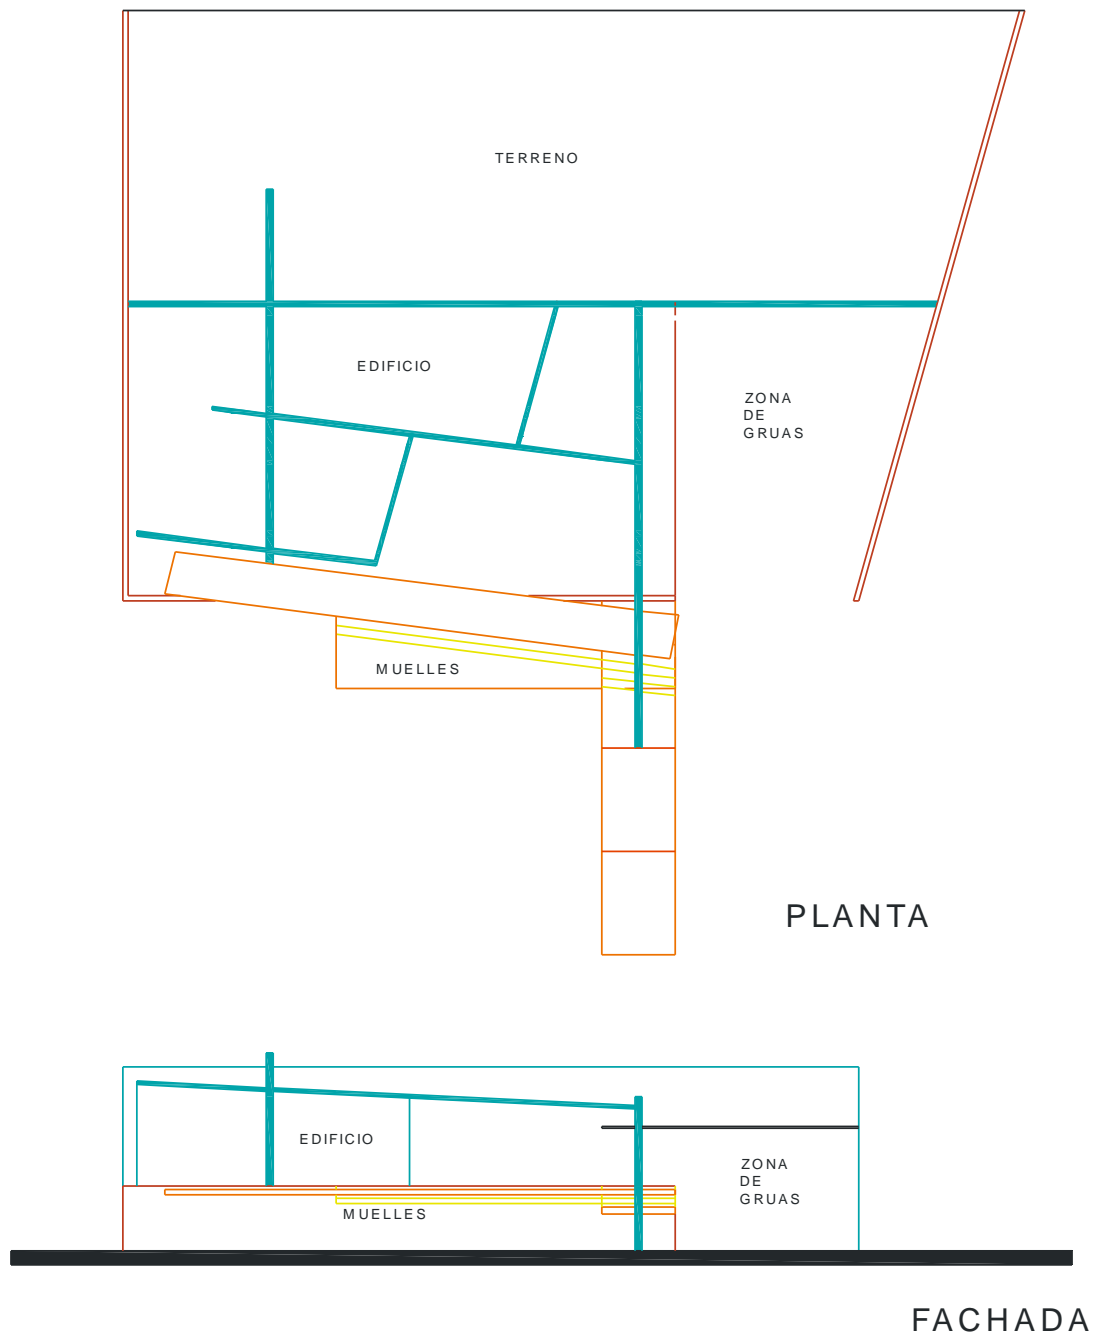 TERRENO
EDIFICIO
ZONA
DE
GRUAS
MUELLES
PLANTA
EDIFICIO
ZONA
DE
GRUAS
MUELLES
FACHADA